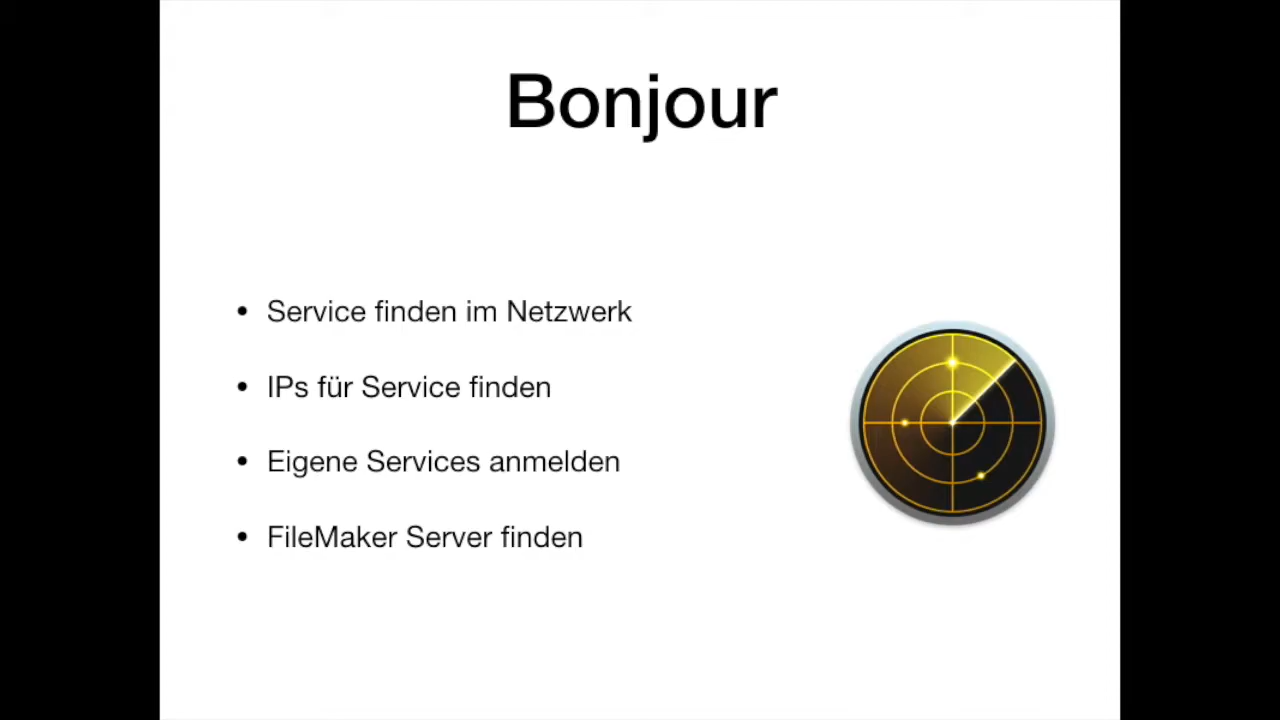 Bonjour
• Service finden im Netzwerk
• IPs für Service finden
• Eigene Services anmelden
• FileMaker Server finden